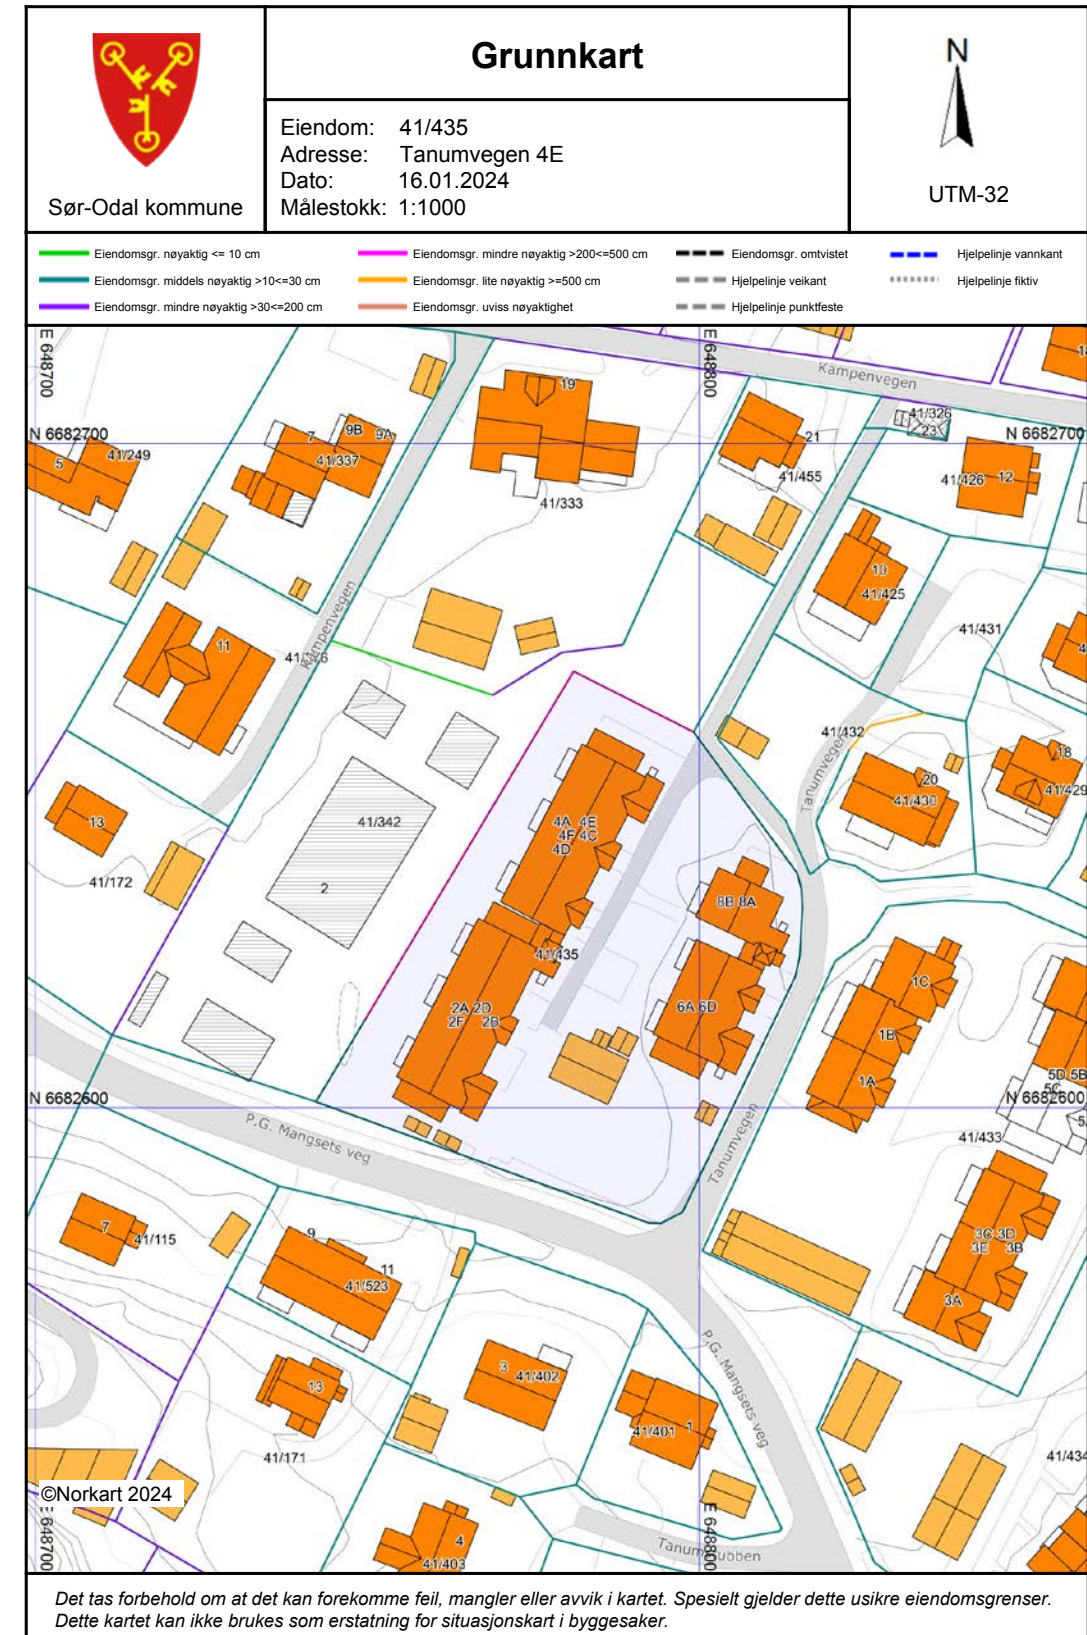 Grunnkart
N
Eiendom: 41/435
Adresse: Tanumvegen 4E
Dato: 16.01.2024
Målestokk: 1:1000
Sør-Odal kommune
UTM-32
Eiendomsgr. nøyaktig <= 10 cm
Eiendomsgr. middels nøyaktig >10<=30 cm
Eiendomsgr. mindre nøyaktig >30<=200 cm
Eiendomsgr. mindre nøyaktig >200<=500 cm
Eiendomsgr. lite nøyaktig >=500 cm
Eiendomsgr. uviss nøyaktighet
Eiendomsgr. omtvistet
Hjelpelinje veikant
Hjelpelinje punktfeste
Hjelpelinje vannkant
Hjelpelinje fiktiv
E 648700
E 648800
Kampenvegen
19
41/326
23
N 6682700
N 6682700
5
41/249
7
9B
9A
41/337
21
41/455
41/426
12
41/333
10
41/425
Kampenvegen
11
41/431
4
41/432
Tanumvegen
18
41/429
20
41/430
13
41/172
41/342
2
4A 4E
4F 4C
4D
8B 8A
41/435
2A 2D
2F 2B
6A 6D
1C
1B
1A
5D 5B
5C
N 6682600
N 6682600
P.G. Mangsets veg
Tanumvegen
41/433
7
41/115
9
11
41/523
3C 3D
3E 3B
3A
13
41/171
3
41/402
1
41/401
P.G. Mangsets veg
41/434
4
41/403
©Norkart 2024
E 648700
E 648800
Det tas forbehold om at det kan forekomme feil, mangler eller avvik i kartet. Spesielt gjelder dette usikre eiendomsgrenser.
Dette kartet kan ikke brukes som erstatning for situasjonskart i byggesaker.